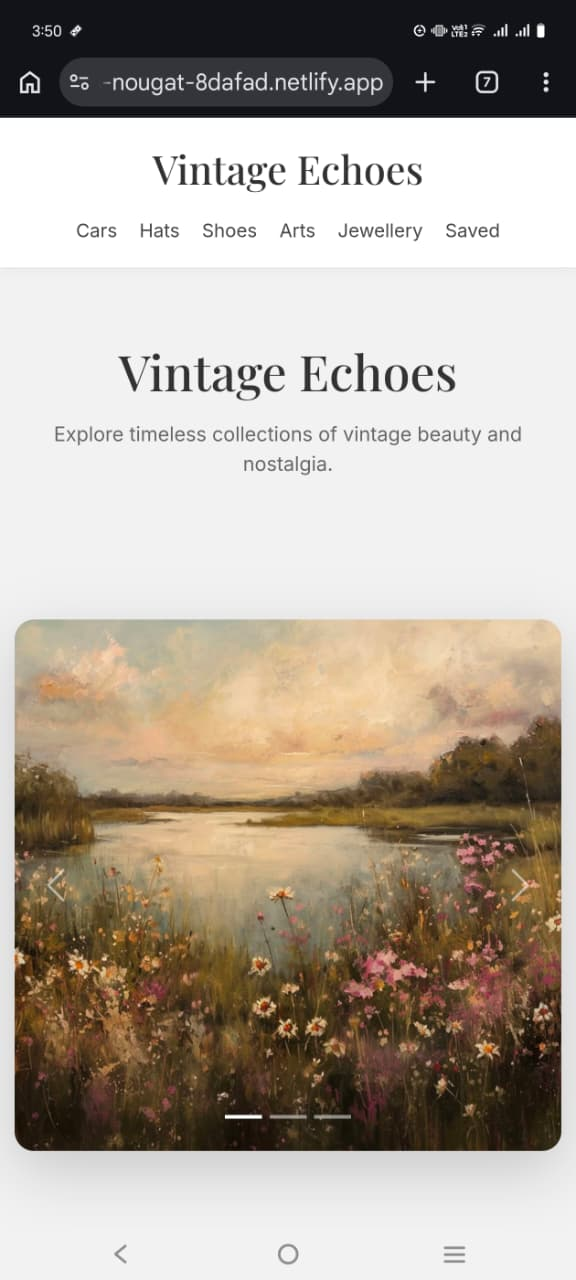 3:50
-nougat-8dafad.netlify.app
7
Vintage Echoes
Cars Hats Shoes Arts Jewellery Saved
Vintage Echoes
Explore timeless collections of vintage beauty and
nostalgia.